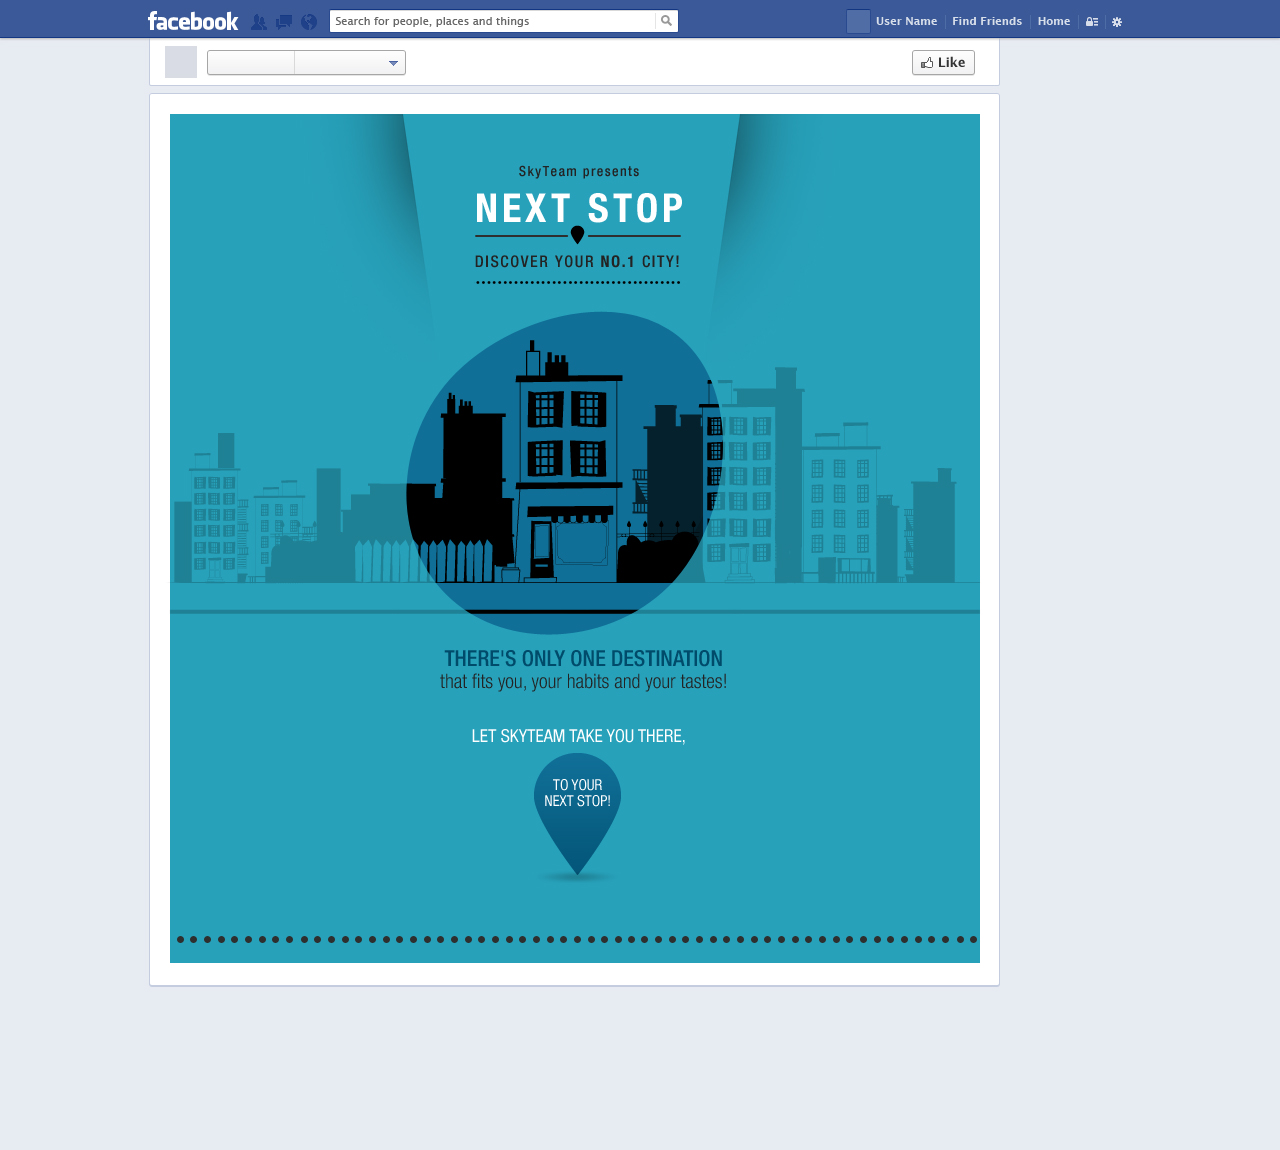 facebook
Search for people, places and things
User Name
Find Friends
Home
Like
SkyTeam presents
NEXT STOP
DISCOVER YOUR NO.1 CITY!
THERE'S ONLY ONE DESTINATION
that fits you, your habits and your tastes!
LET SKYTEAM TAKE YOU THERE,
TO YOUR
NEXT STOP!